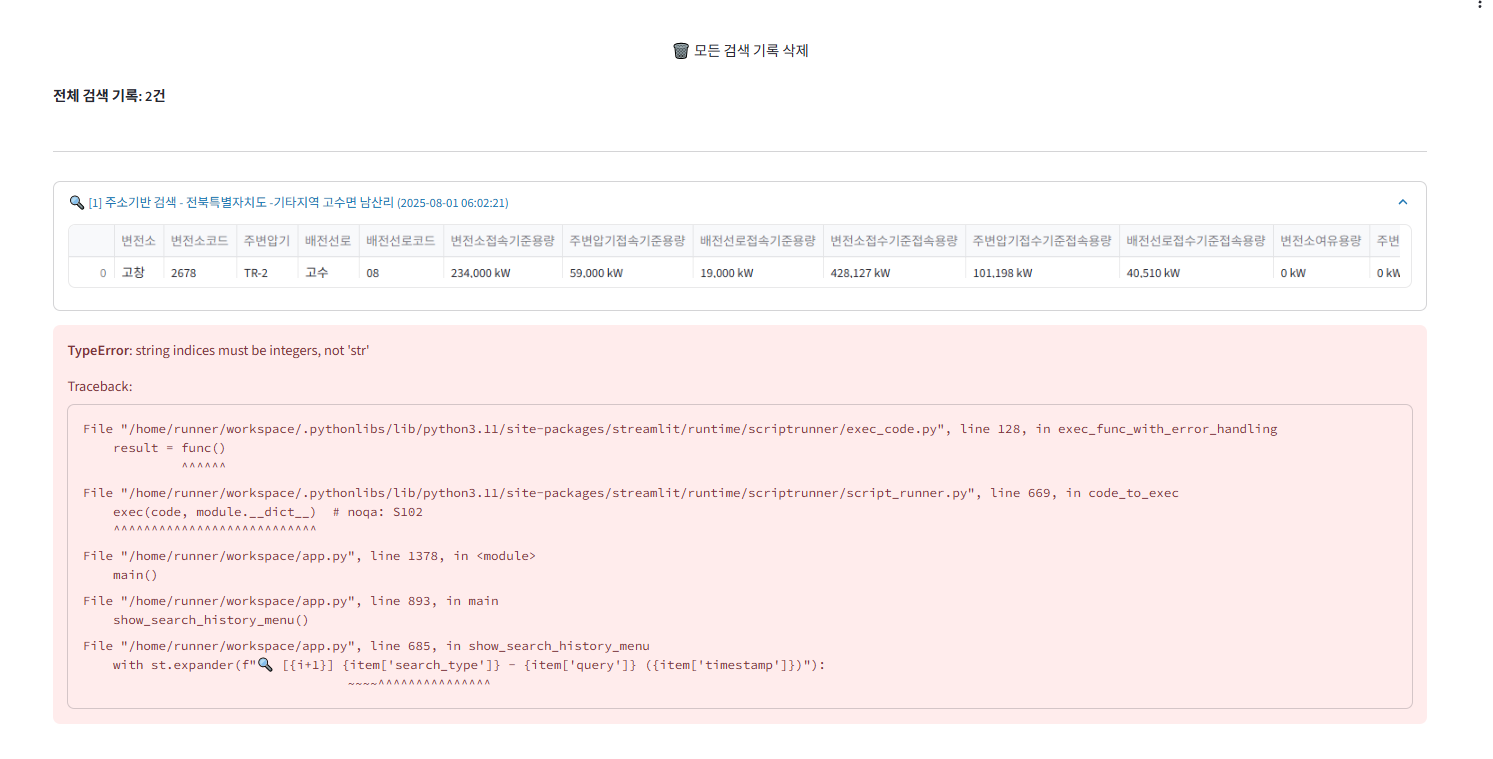 모든 검색 기록 삭제
전체 검색 기록: 2건
[1] 주소기반 검색 - 전북특별자치도 -기타지역 고수면 남산리 (2025-08-01 06:02:21)
변전소 변전소코드 주변압기 배전선로 배전선로코드 변전소접속기준용량 주변압기접속기준용량 배전선로접속기준용량 변전소접수기준접속용량 주변압기접수기준접속용량 배전선로접수기준접속용량 변전소여유용량 주변
0 고창 2678 TR-2 고수 08 234,000 kW 59,000 kW 19,000 kW 428,127 kW 101,198 kW 40,510 kW 0 kW 0 kW
TypeError: string indices must be integers, not 'str'
Traceback:
File "/home/runner/workspace/.pythonlibs/lib/python3.11/site-packages/streamlit/runtime/scriptrunner/exec_code.py", line 128, in exec_func_with_error_handling
result = func()
^^^^^^
File "/home/runner/workspace/.pythonlibs/lib/python3.11/site-packages/streamlit/runtime/scriptrunner/script_runner.py", line 669, in code_to_exec
exec(code, module.__dict__)  # noqa: S102
^^^^^^^^^^^^^^^^^^^^^^^^^^^
File "/home/runner/workspace/app.py", line 1378, in <module>
main()
File "/home/runner/workspace/app.py", line 893, in main
show_search_history_menu()
File "/home/runner/workspace/app.py", line 685, in show_search_history_menu
with st.expander(f"🔍 [{i+1}] {item['search_type']} - {item['query']} ({item['timestamp']})"):
~~~~^^^^^^^^^^^^^^^